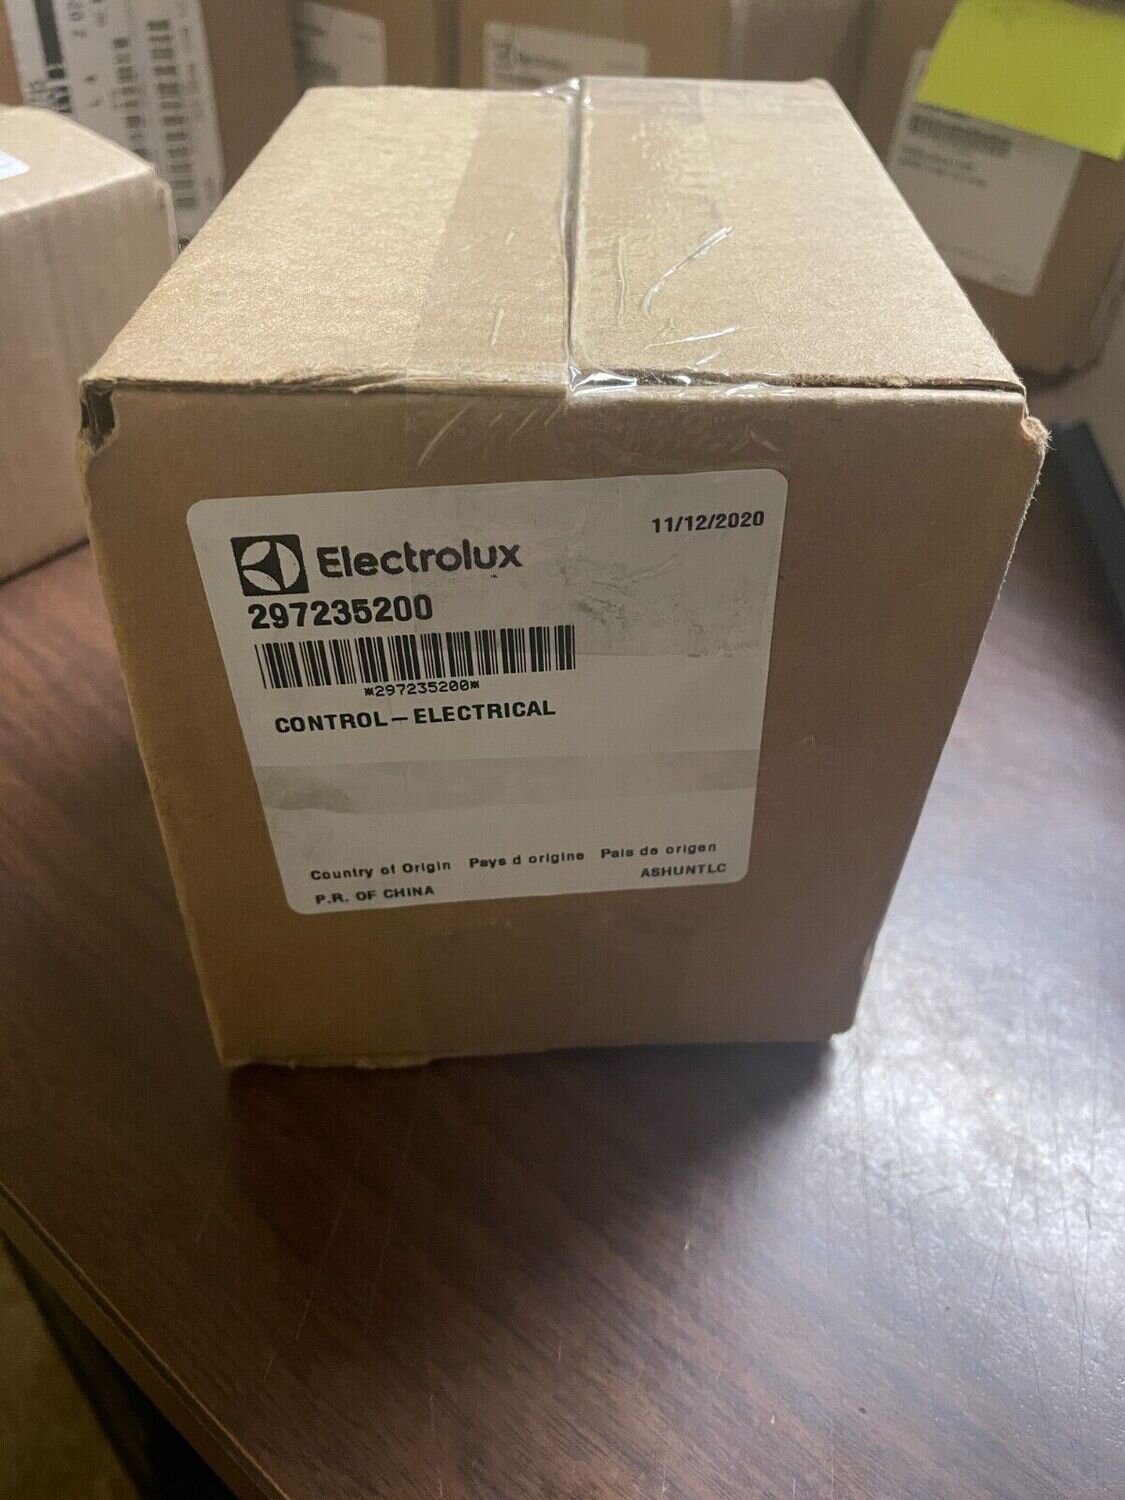 11/12/2020
Electrolux
297235200
*297235200*
CONTROL-ELECTRICAL
Country of Origin Pays d origine Pais de origen
P.R. OF CHINA ASHUNTLC